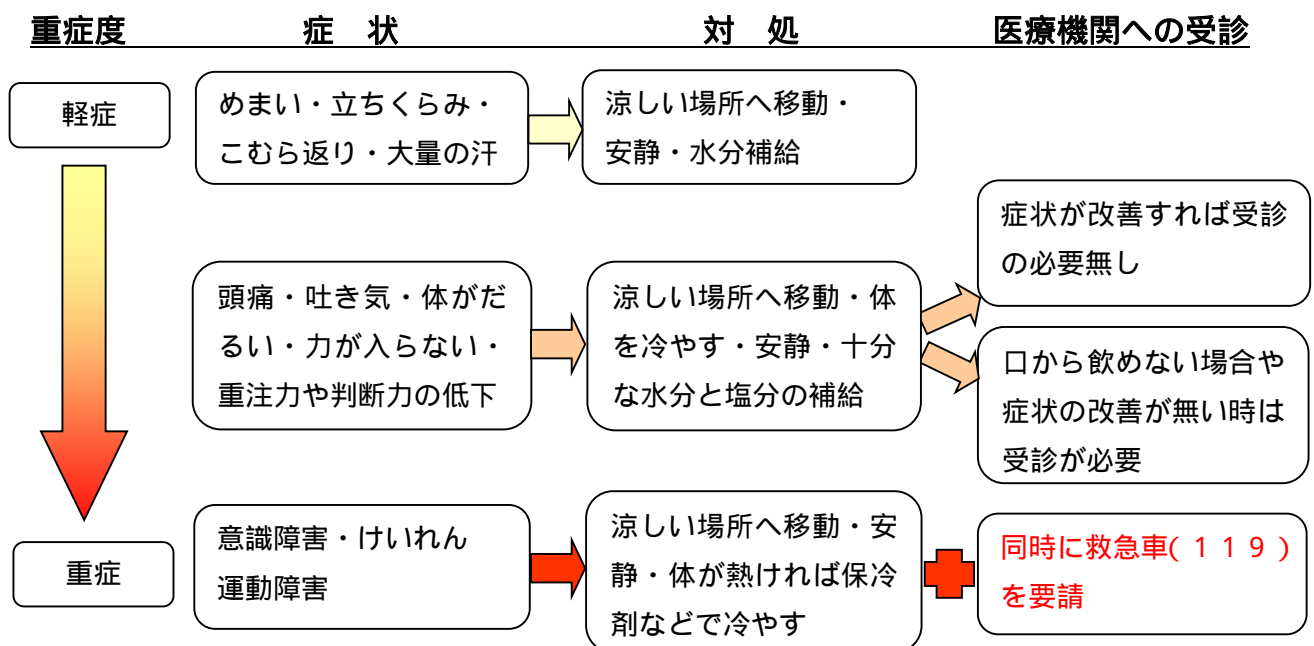 重症度 症 状 対 処 医療機関への受診
軽症
めまい・立ちくらみ・
こむら返り・大量の汗
涼しい場所へ移動・
安静・水分補給
頭痛・吐き気・体がだ
るい・力が入らない・
重注力や判断力の低下
涼しい場所へ移動・体
を冷やす・安静・十分
な水分と塩分の補給
症状が改善すれば受診
の必要無し
口から飲めない場合や
症状の改善が無い時は
受診が必要
重症
意識障害・けいれん
運動障害
涼しい場所へ移動・安
静・体が熱ければ保冷
剤などで冷やす
同時に救急車(119)
を要請